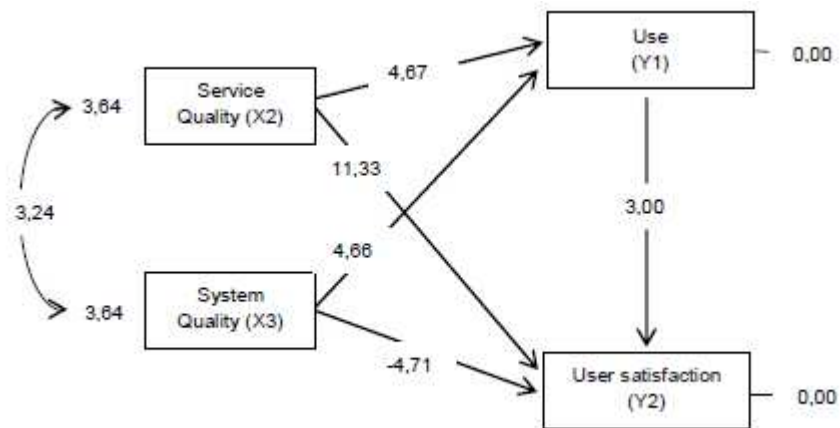 Use
(Y1)
0,00
4,67
3,64
Service
Quality (X2)
11,33
3,24
3,00
4,66
3,64
System
Quality (X3)
-4,71
User satisfaction
(Y2)
0,00